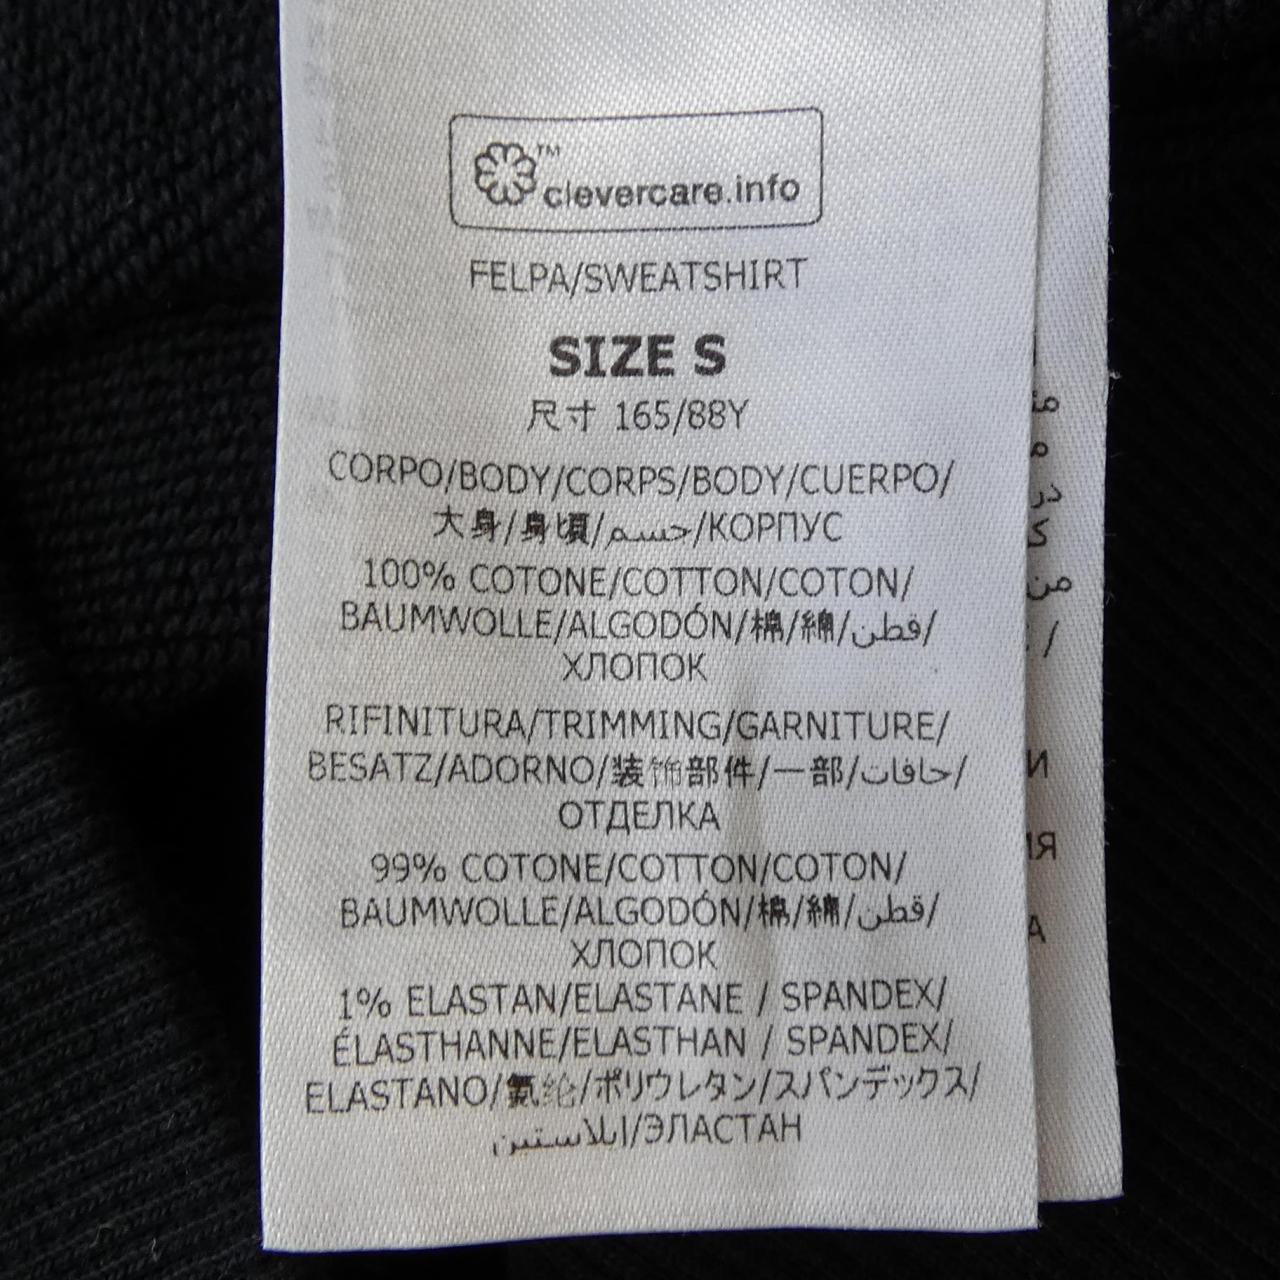 ™
clevercare.info
FELPA/SWEATSHIRT
SIZE S
尺寸 165/88Y
CORPO/BODY/CORPS/BODY/CUERPO/
大身/身頃/جسم/КОРПУС
100% COTONE/COTTON/COTON/
BAUMWOLLE/ALGODÓN/棉/綿/قطن/
ХЛОПОК
RIFINITURA/TRIMMING/GARNITURE/
BESATZ/ADORNO/装饰部件/一部/حافات/
ОТДЕЛКА
99% COTONE/COTTON/COTON/
BAUMWOLLE/ALGODÓN/棉/綿/قطن/
ХЛОПОК
1% ELASTAN/ELASTANE / SPANDEX/
ÉLASTHANNE/ELASTHAN / SPANDEX/
ELASTANO/氨纶/ポリウレタン/スパンデックス/
ايلاستين/ЭЛАСТАН